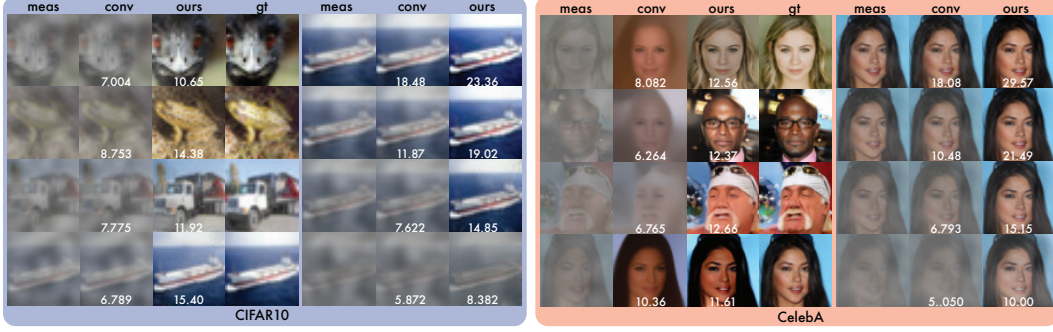 meas conv ours gt meas conv ours
7.004 10.65 18.48 23.36
8.753 14.38 11.87 19.02
7.775 11.92 7.622 14.85
6.789 15.40 5.872 8.382
CIFAR10
meas conv ours gt meas conv ours
8.082 12.56 18.08 29.57
6.264 12.37 10.48 21.49
6.765 12.66 6.793 15.15
10.36 11.61 5..050 10.00
CelebA